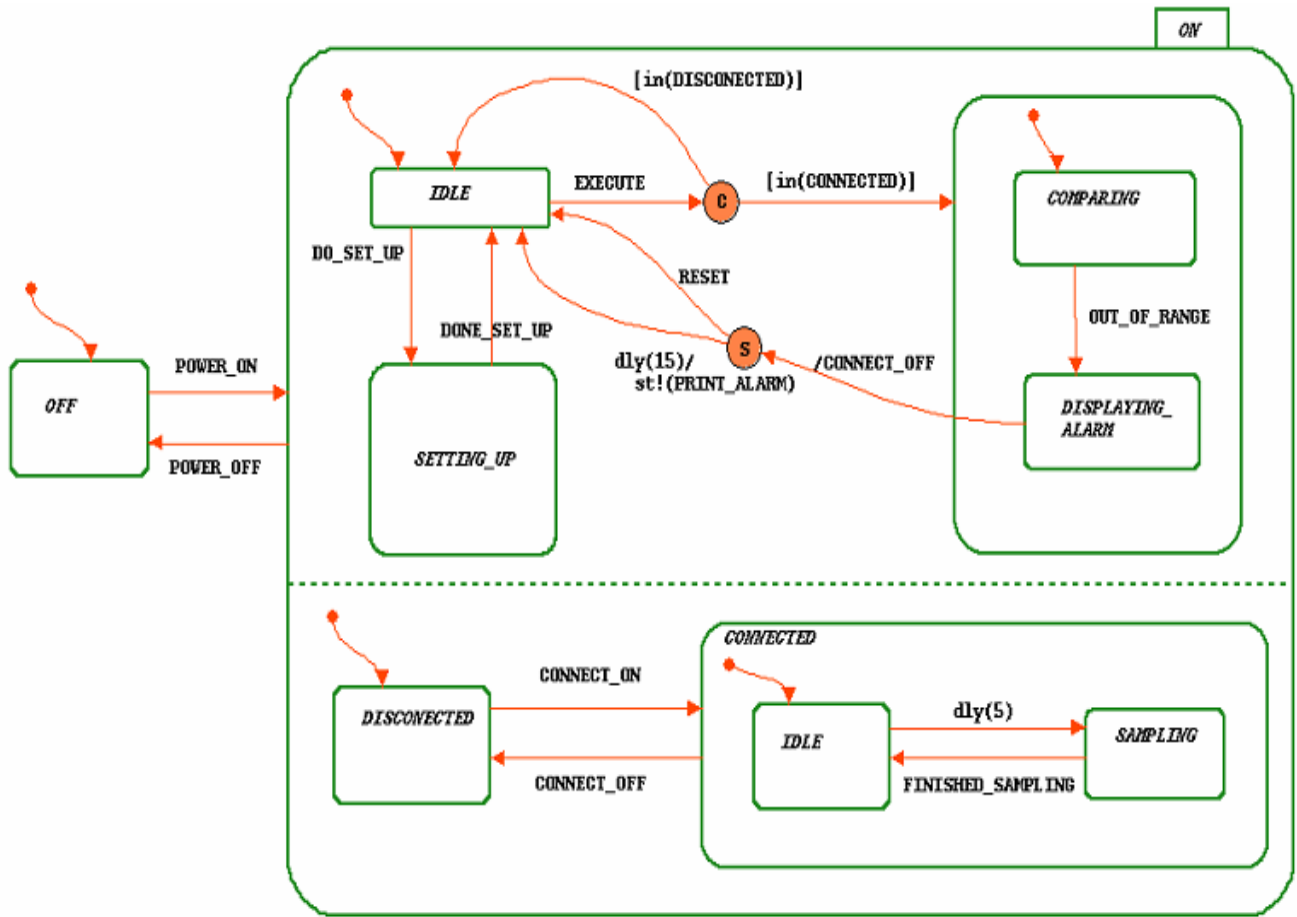 ON
[in(DISCONECTED)]
IDLE
EXECUTE
C
[in(CONNECTED)]
COMPARING
DO_SET_UP
RESET
OUT_OF_RANGE
DONE_SET_UP
S
dly(15)/
st!(PRINT_ALARM)
/CONNECT_OFF
POWER_ON
OFF
POWER_OFF
SETTING_UP
DISPLAYING_
ALARM
CONNECTED
CONNECT_ON
DISCONECTED
CONNECT_OFF
IDLE
dly(5)
SAMPLING
FINISHED_SAMPLING